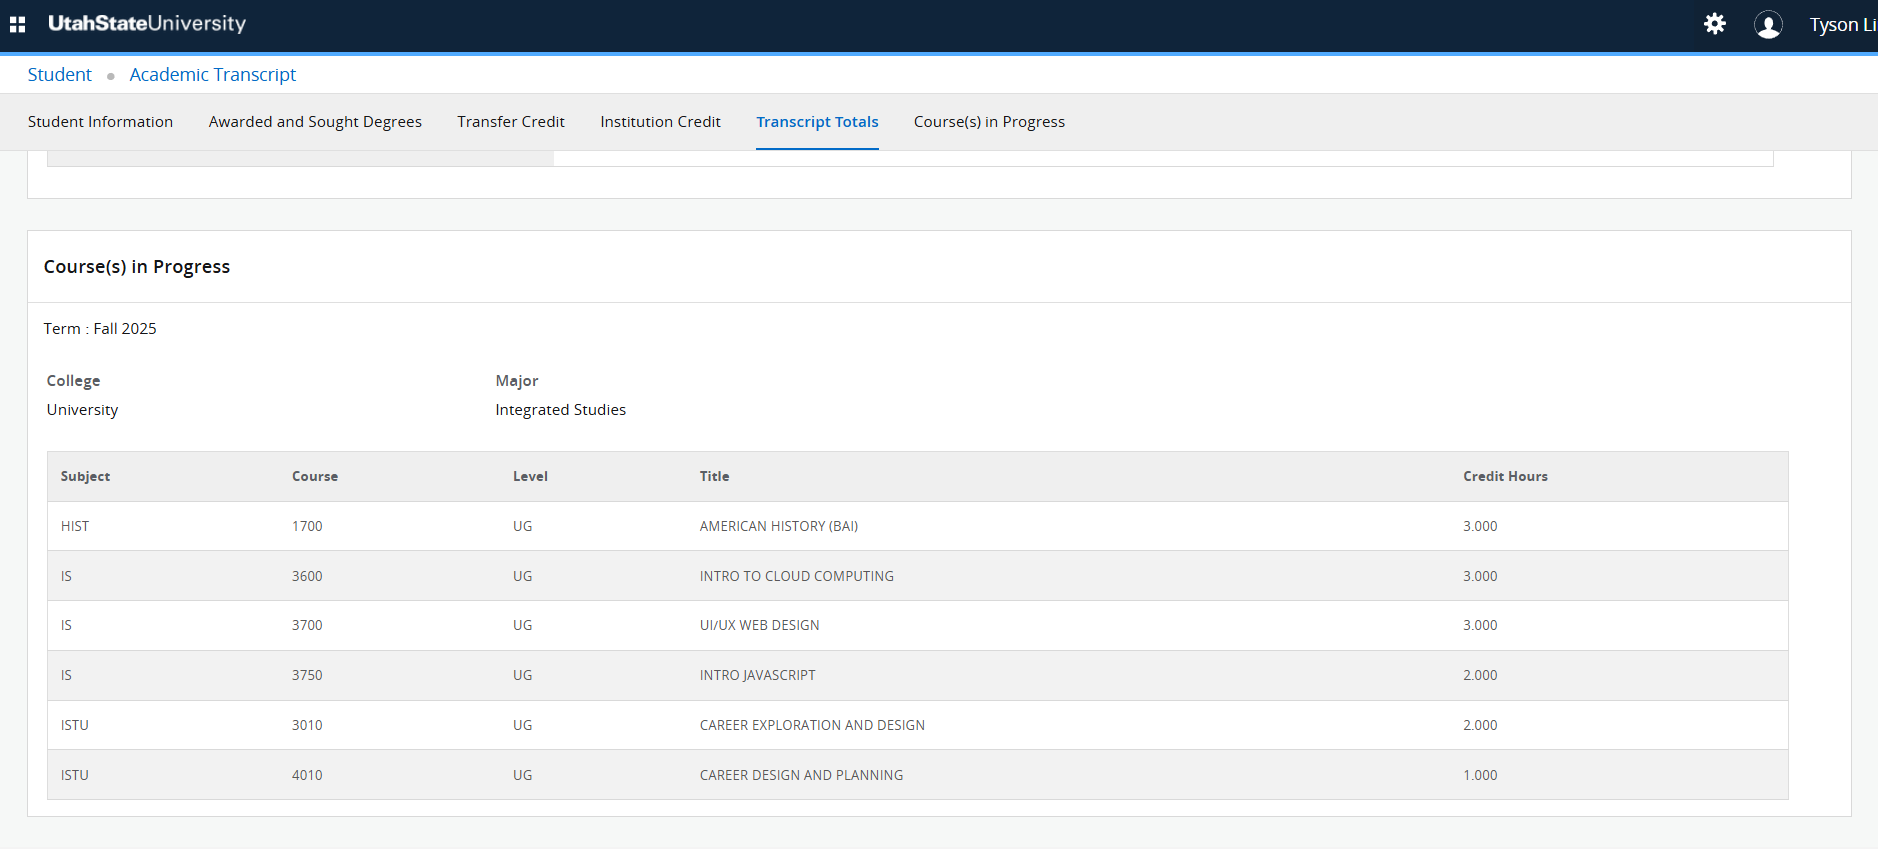 UtahStateUniversity
Tyson Li
Student • Academic Transcript
Student Information Awarded and Sought Degrees Transfer Credit Institution Credit Transcript Totals Course(s) in Progress
Course(s) in Progress
Term : Fall 2025
College Major
University Integrated Studies
Subject Course Level Title Credit Hours
HIST 1700 UG AMERICAN HISTORY (BAI) 3.000
IS 3600 UG INTRO TO CLOUD COMPUTING 3.000
IS 3700 UG UI/UX WEB DESIGN 3.000
IS 3750 UG INTRO JAVASCRIPT 2.000
ISTU 3010 UG CAREER EXPLORATION AND DESIGN 2.000
ISTU 4010 UG CAREER DESIGN AND PLANNING 1.000